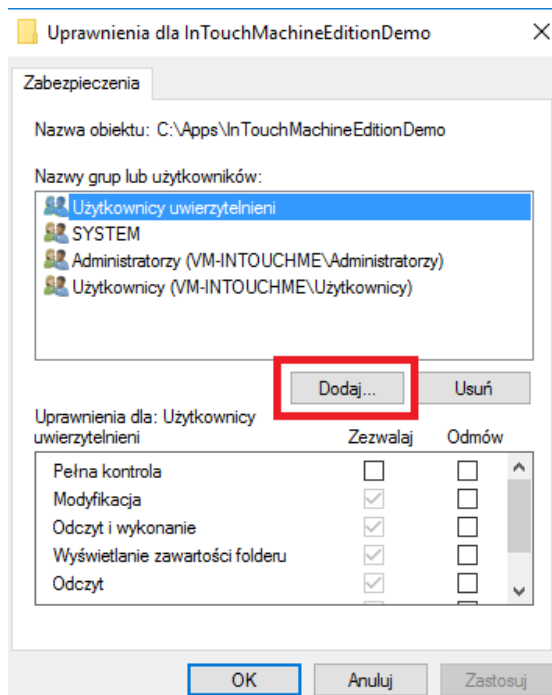 Uprawnienia dla InTouchMachineEditionDemo
Zabezpieczenia
Nazwa obiektu: C:\Apps\InTouchMachineEditionDemo
Nazwy grup lub użytkowników:
Użytkownicy uwierzytelnieni
SYSTEM
Administratorzy (VM-INTOUCHME\Administratorzy)
Użytkownicy (VM-INTOUCHME\Użytkownicy)
Dodaj... Usuń
Uprawnienia dla: Użytkownicy
uwierzytelnieni Zezwalaj Odmów
Pełna kontrola
Modyfikacja
Odczyt i wykonanie
Wyświetlanie zawartości folderu
Odczyt
OK Anuluj Zastosuj